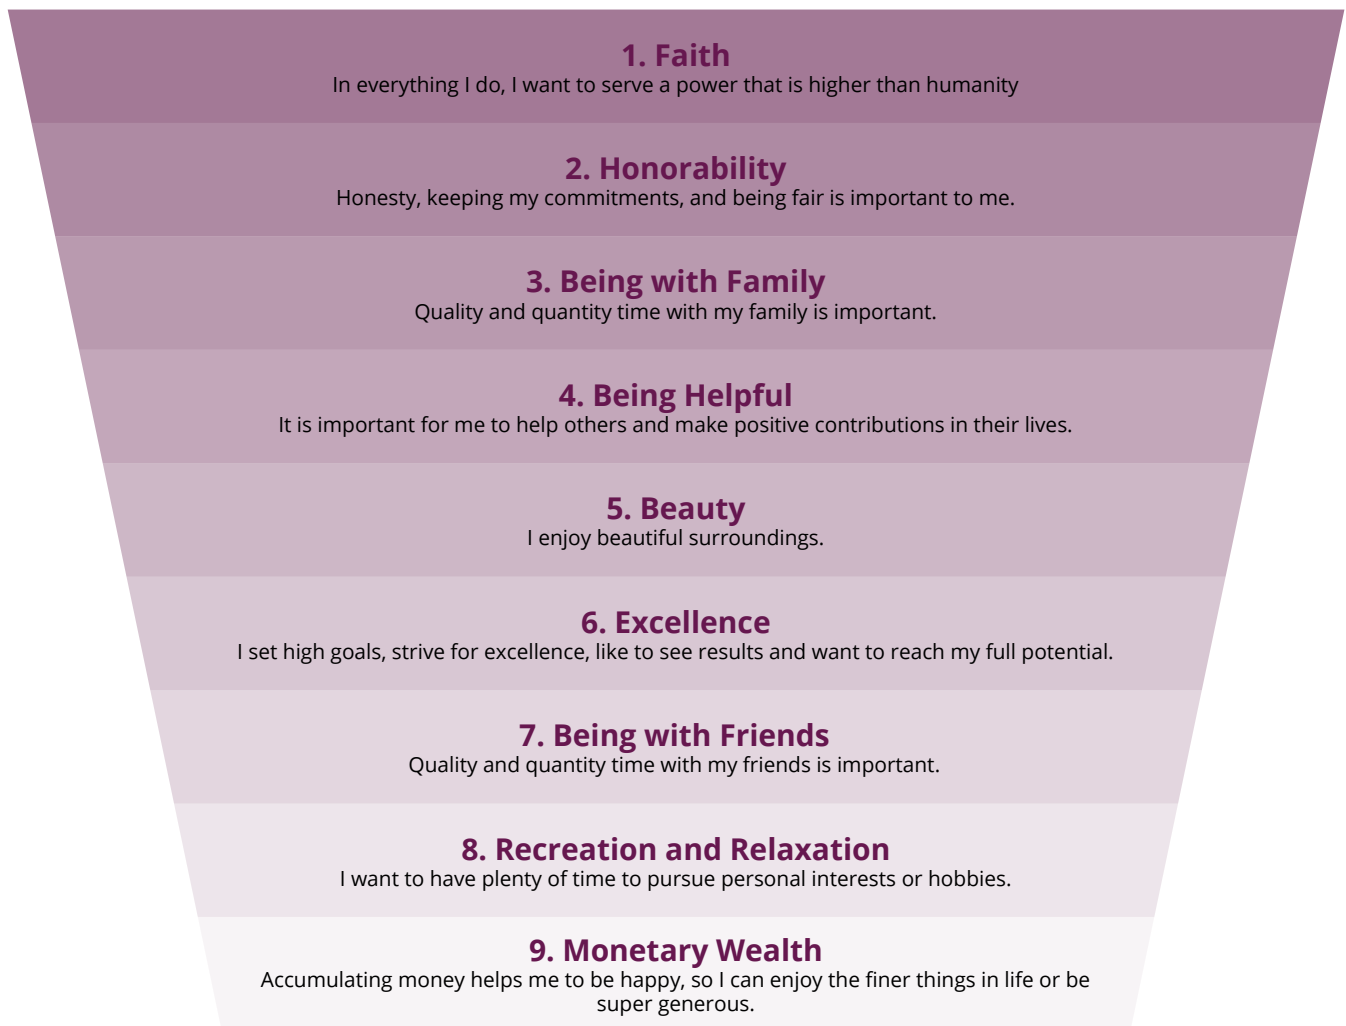 1. Faith
In everything I do, I want to serve a power that is higher than humanity
2. Honorability
Honesty, keeping my commitments, and being fair is important to me.
3. Being with Family
Quality and quantity time with my family is important.
4. Being Helpful
It is important for me to help others and make positive contributions in their lives.
5. Beauty
I enjoy beautiful surroundings.
6. Excellence
I set high goals, strive for excellence, like to see results and want to reach my full potential.
7. Being with Friends
Quality and quantity time with my friends is important.
8. Recreation and Relaxation
I want to have plenty of time to pursue personal interests or hobbies.
9. Monetary Wealth
Accumulating money helps me to be happy, so I can enjoy the finer things in life or be
super generous.